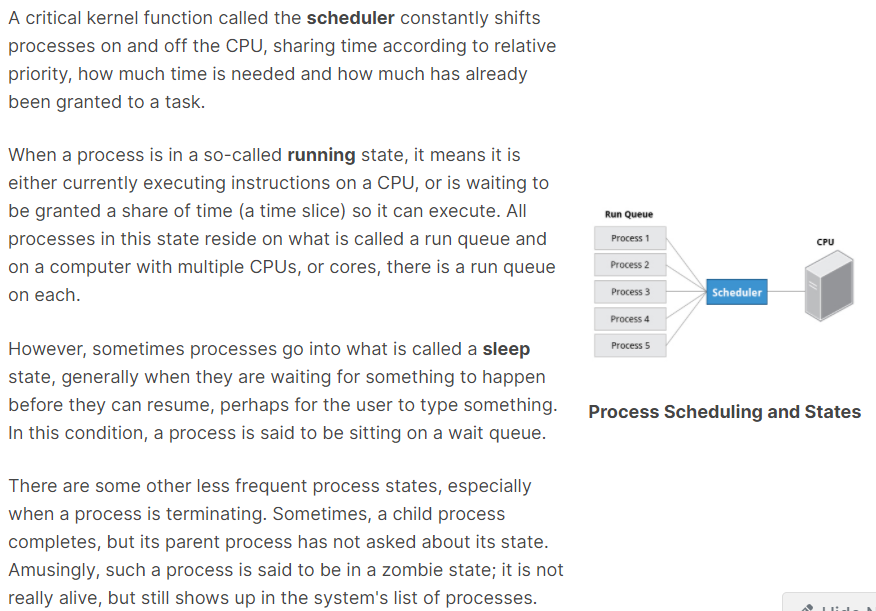 A critical kernel function called the scheduler constantly shifts
processes on and off the CPU, sharing time according to relative
priority, how much time is needed and how much has already
been granted to a task.
When a process is in a so-called running state, it means it is
either currently executing instructions on a CPU, or is waiting to
be granted a share of time (a time slice) so it can execute. All
processes in this state reside on what is called a run queue and
on a computer with multiple CPUs, or cores, there is a run queue
on each.
However, sometimes processes go into what is called a sleep
state, generally when they are waiting for something to happen
before they can resume, perhaps for the user to type something.
In this condition, a process is said to be sitting on a wait queue.
There are some other less frequent process states, especially
when a process is terminating. Sometimes, a child process
completes, but its parent process has not asked about its state.
Amusingly, such a process is said to be in a zombie state; it is not
really alive, but still shows up in the system's list of processes.
Run Queue
Process 1
Process 2
Process 3
Process 4
Process 5
Scheduler
CPU
Process Scheduling and States